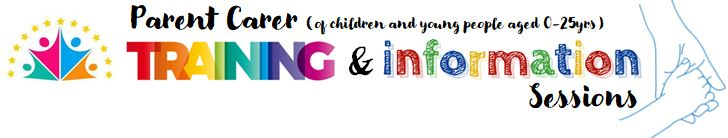 Parent Carer (of children and young people aged 0-25yrs)
TRAINING & information
Sessions